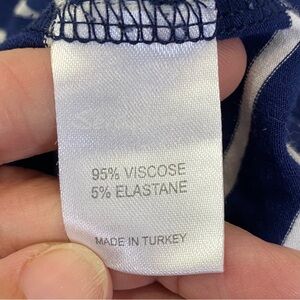 95% VISCOSE
5% ELASTANE
MADE IN TURKEY